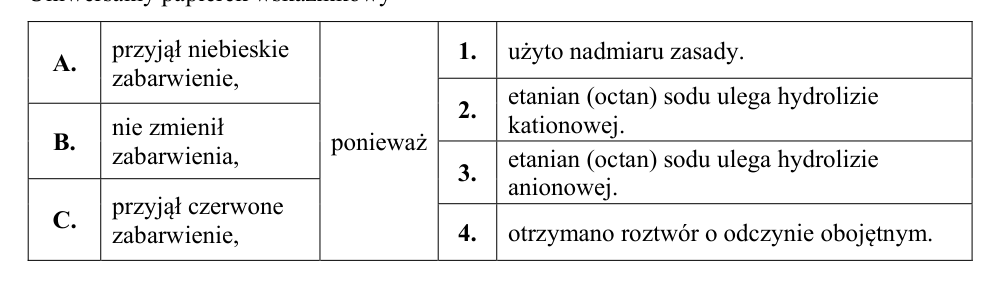 A.
przyjął niebieskie
zabarwienie,
B.
nie zmienił
zabarwienia,
C.
przyjął czerwone
zabarwienie,
ponieważ
1.
użyto nadmiaru zasady.
2.
etanian (octan) sodu ulega hydrolizie
kationowej.
3.
etanian (octan) sodu ulega hydrolizie
anionowej.
4.
otrzymano roztwór o odczynie obojętnym.